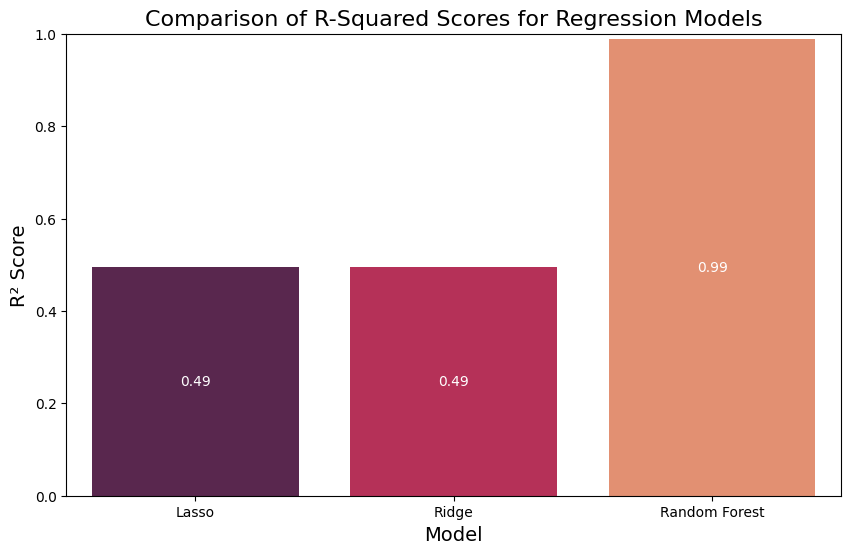 Comparison of R-Squared Scores for Regression Models
R² Score
1.0
0.8
0.6
0.4
0.2
0.0
0.49
0.49
0.99
Lasso
Ridge
Random Forest
Model